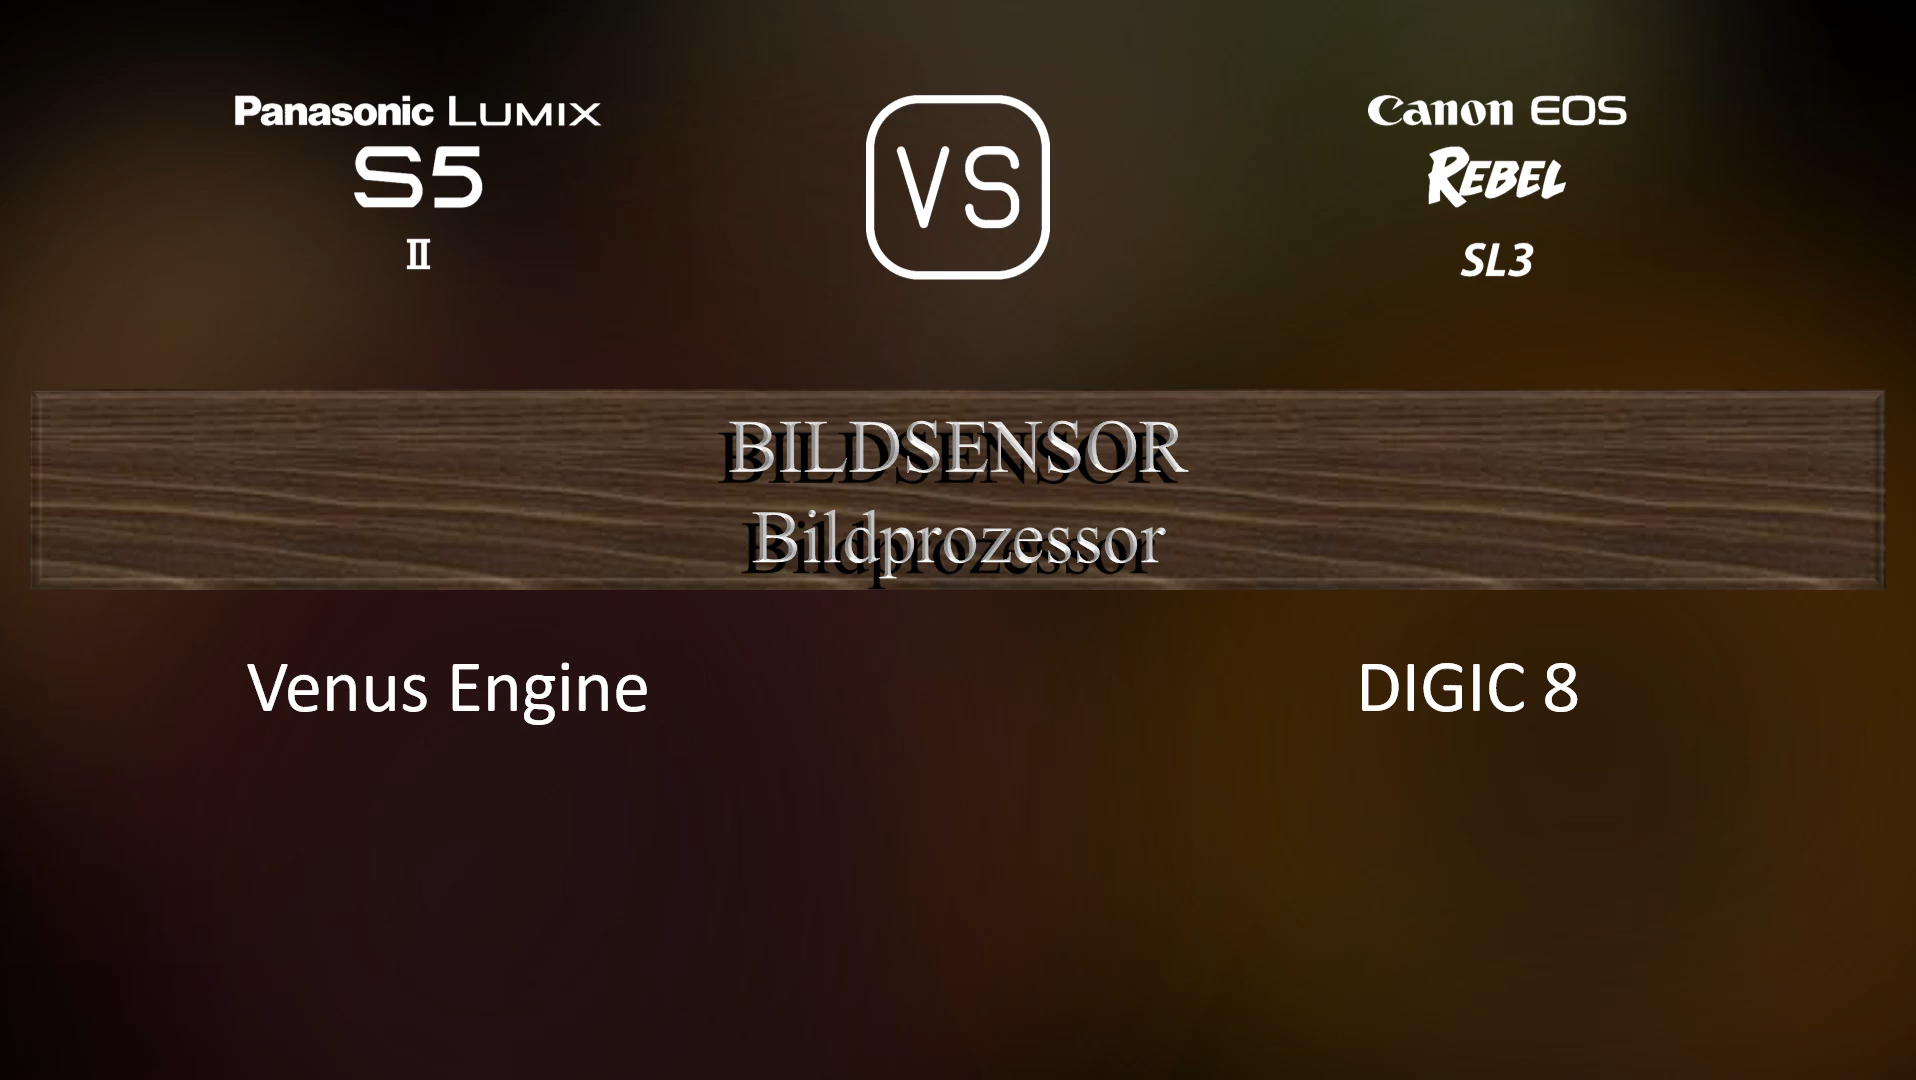 Panasonic LUMIX
S5
II
VS
Canon EOS
REBEL
SL3
BILDSENSOR
Bildprozessor
Venus Engine
DIGIC 8